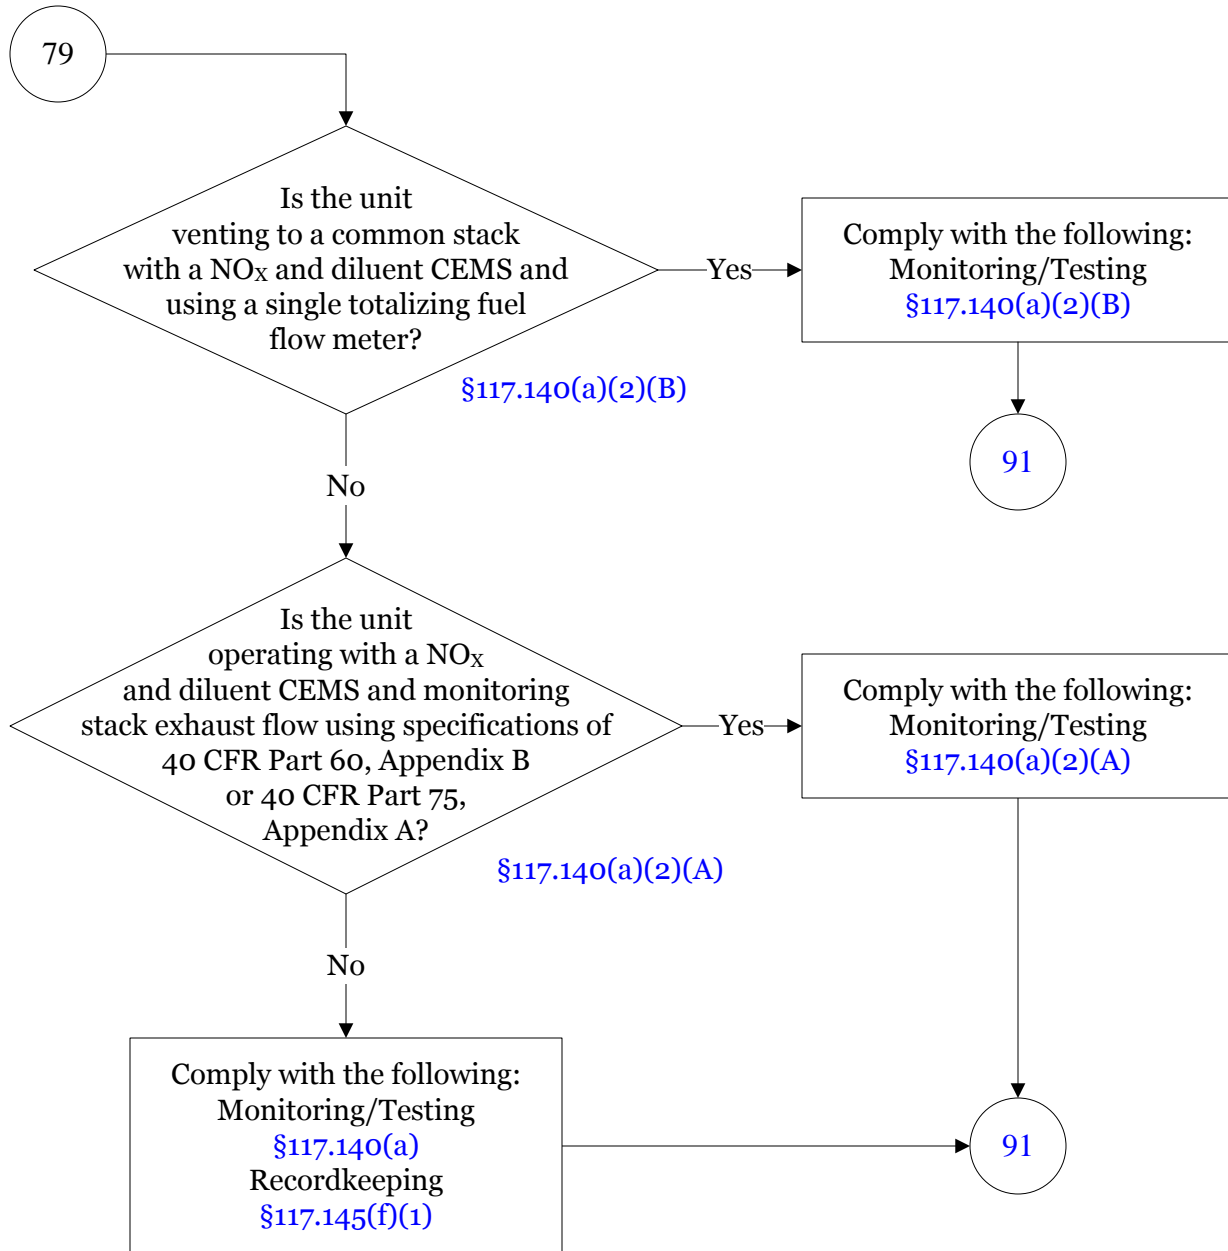 79
Is the unit
venting to a common stack
with a NOX and diluent CEMS and
using a single totalizing fuel
flow meter?
§117.140(a)(2)(B)
Yes
Comply with the following:
Monitoring/Testing
§117.140(a)(2)(B)
91
No
Is the unit
operating with a NOX
and diluent CEMS and monitoring
stack exhaust flow using specifications of
40 CFR Part 60, Appendix B
or 40 CFR Part 75,
Appendix A?
§117.140(a)(2)(A)
Yes
Comply with the following:
Monitoring/Testing
§117.140(a)(2)(A)
No
Comply with the following:
Monitoring/Testing
§117.140(a)
Recordkeeping
§117.145(f)(1)
91